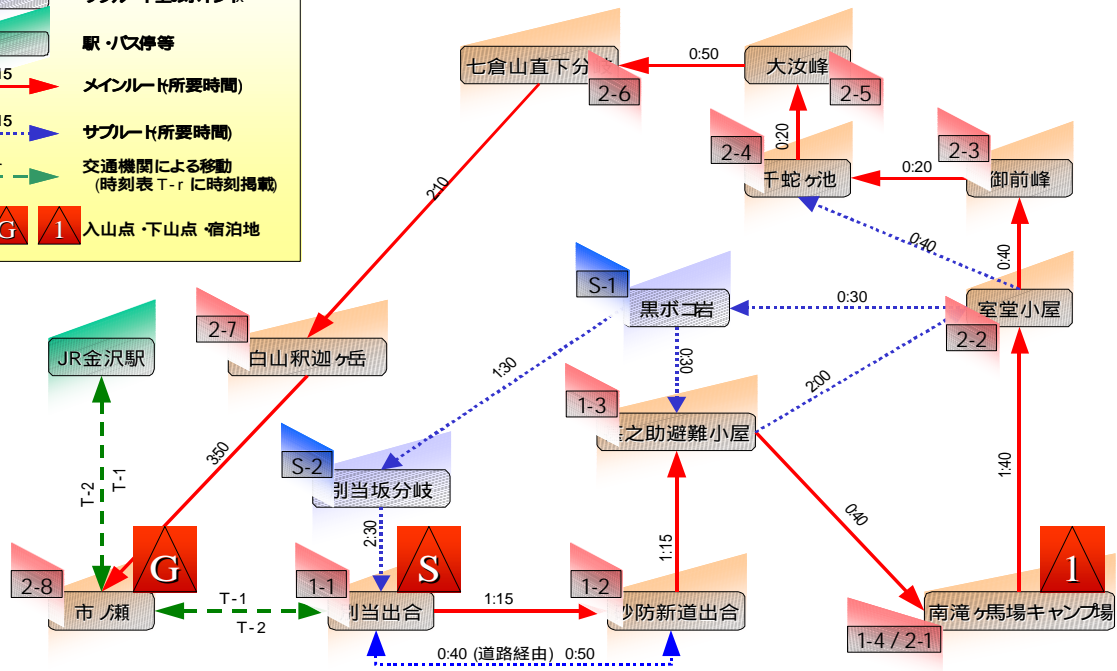 駅・バス停等
15
メインルート(所要時間)
15
サブルート(所要時間)
交通機関による移動
(時刻表 T-r に時刻掲載)
G
1
入山点・下山点・宿泊地
七倉山直下分岐
2-6
0:50
大汝峰
2-5
0:20
2-4
千蛇ヶ池
0:20
2-3
御前峰
2:10
0:40
0:40
S-1
黒ボコ岩
0:30
室堂小屋
2-2
2-7
白山釈迦ヶ岳
JR金沢駅
1:30
0:30
2:00
1-3
之助避難小屋
3:50
S-2
別当坂分岐
1:40
T-2
T-1
2:30
1:15
0:40
G
S
1
2-8
市ノ瀬
T-1
T-2
1-1
別当出合
1:15
1-2
砂防新道出合
南滝ヶ馬場キャンプ場
1-4 / 2-1
0:40 (道路経由) 0:50